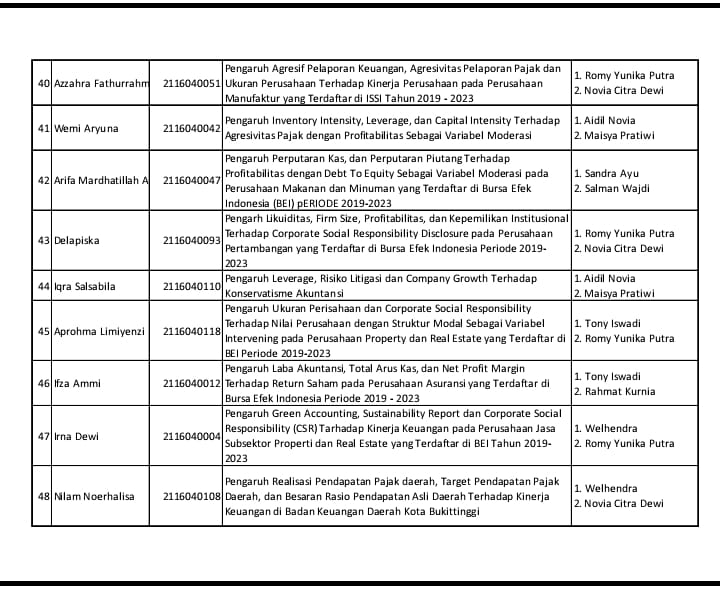 40 Azzahra Fathurrahm 2116040051 Pengaruh Agresif Pelaporan Keuangan, Agresivitas Pelaporan Pajak dan
Ukuran Perusahaan Terhadap Kinerja Perusahaan pada Perusahaan
Manufaktur yang Terdaftar di ISSI Tahun 2019 - 2023
1. Romy Yunika Putra
2. Novia Citra Dewi
41 Wemi Aryuna 2116040042 Pengaruh Inventory Intensity, Leverage, dan Capital Intensity Terhadap
Agresivitas Pajak dengan Profitabilitas Sebagai Variabel Moderasi
1. Aidil Novia
2. Maisya Pratiwi
42 Arifa Mardhatillah A 2116040047 Pengaruh Perputaran Kas, dan Perputaran Piutang Terhadap
Profitabilitas dengan Debt To Equity Sebagai Variabel Moderasi pada
Perusahaan Makanan dan Minuman yang Terdaftar di Bursa Efek
Indonesia (BEI) pERIODE 2019-2023
1. Sandra Ayu
2. Salman Wajdi
43 Delapiska 2116040093 Pengarh Likuiditas, Firm Size, Profitabilitas, dan Kepemilikan Institusional
Terhadap Corporate Social Responsibility Disclosure pada Perusahaan
Pertambangan yang Terdaftar di Bursa Efek Indonesia Periode 2019-
2023
1. Romy Yunika Putra
2. Novia Citra Dewi
44 Iqra Salsabila 2116040110 Pengaruh Leverage, Risiko Litigasi dan Company Growth Terhadap
Konservatisme Akuntansi
1. Aidil Novia
2. Maisya Pratiwi
45 Aprohma Limiyenzi 2116040118 Pengaruh Ukuran Perisahaan dan Corporate Social Responsibility
Terhadap Nilai Perusahaan dengan Struktur Modal Sebagai Variabel
Intervening pada Perusahaan Property dan Real Estate yang Terdaftar di
BEI Periode 2019-2023
1. Tony Iswadi
2. Romy Yunika Putra
46 Ifza Ammi 2116040012 Pengaruh Laba Akuntansi, Total Arus Kas, dan Net Profit Margin
Terhadap Return Saham pada Perusahaan Asuransi yang Terdaftar di
Bursa Efek Indonesia Periode 2019 - 2023
1. Tony Iswadi
2. Rahmat Kurnia
47 Irna Dewi 2116040004 Pengaruh Green Accounting, Sustainability Report dan Corporate Social
Responsibility (CSR) Tarhadap Kinerja Keuangan pada Perusahaan Jasa
Subsektor Properti dan Real Estate yang Terdaftar di BEI Tahun 2019-
2023
1. Welhendra
2. Romy Yunika Putra
48 Nilam Noerhalisa 2116040108 Pengaruh Realisasi Pendapatan Pajak daerah, Target Pendapatan Pajak
Daerah, dan Besaran Rasio Pendapatan Asli Daerah Terhadap Kinerja
Keuangan di Badan Keuangan Daerah Kota Bukittinggi
1. Welhendra
2. Novia Citra Dewi